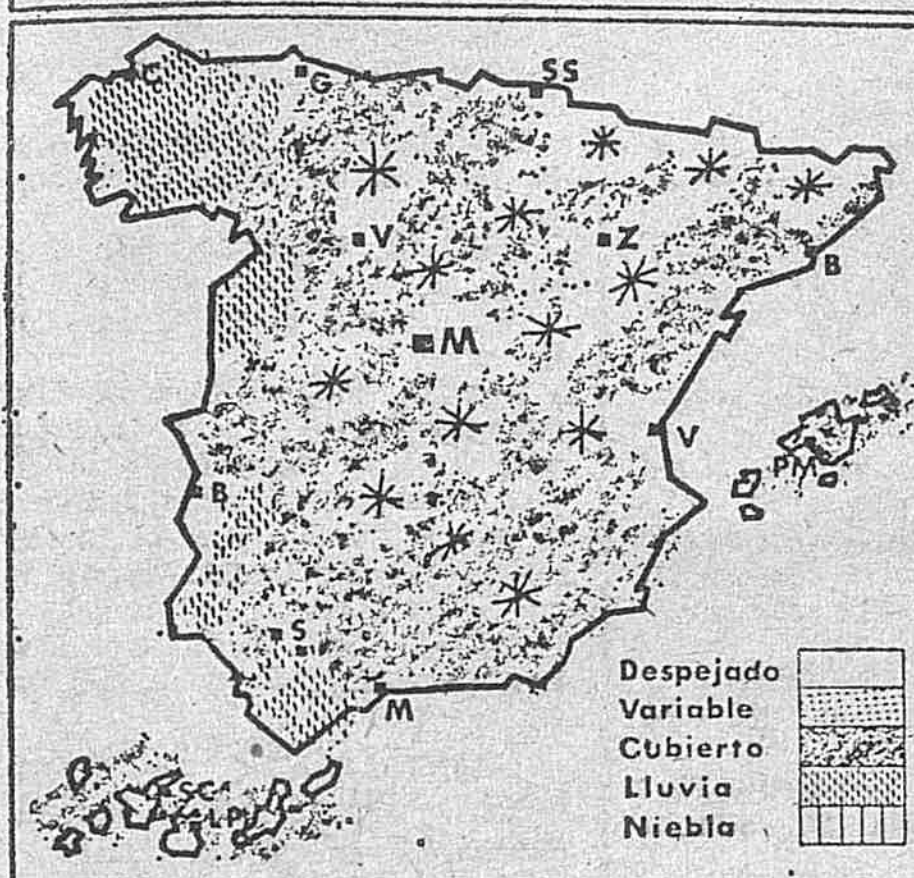 C
G
SS
V
Z
B
M
V
PM
B
S
M
SC
LP
Despejado
Variable
Cubierto
Lluvia
Niebla